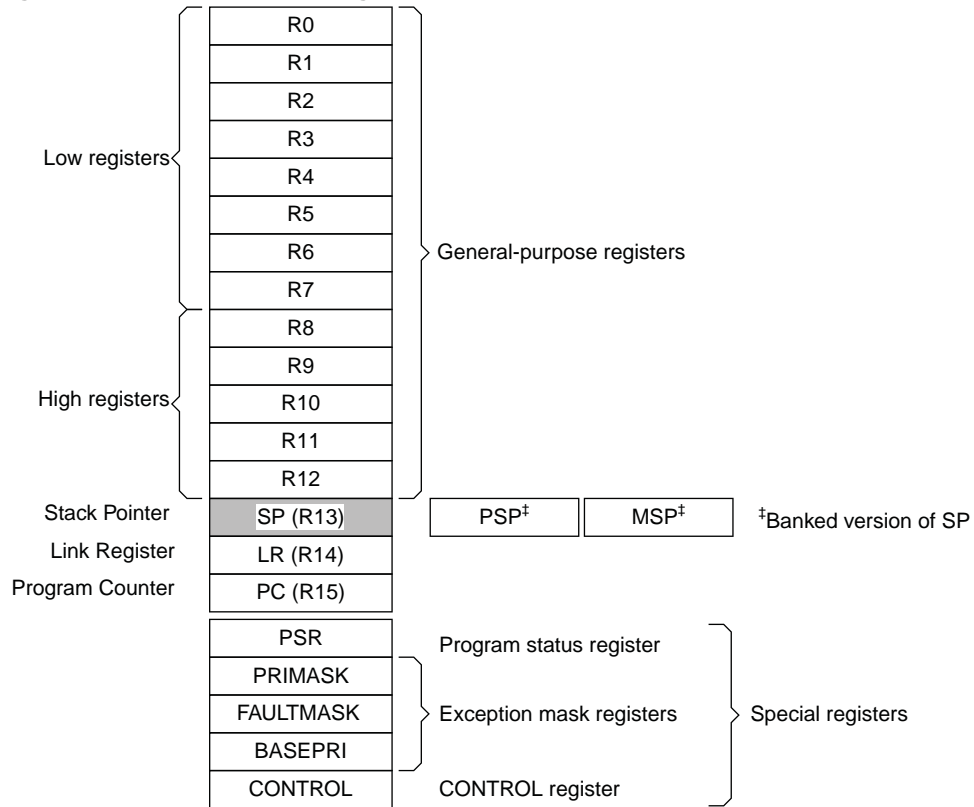 R0
R1
R2
R3
Low registers
R4
R5
R6
General-purpose registers
R7
R8
R9
High registers
R10
R11
R12
Stack Pointer
SP (R13)
PSP‡
MSP‡
‡Banked version of SP
Link Register
LR (R14)
Program Counter
PC (R15)
PSR
Program status register
PRIMASK
FAULTMASK
Exception mask registers
Special registers
BASEPRI
CONTROL
CONTROL register